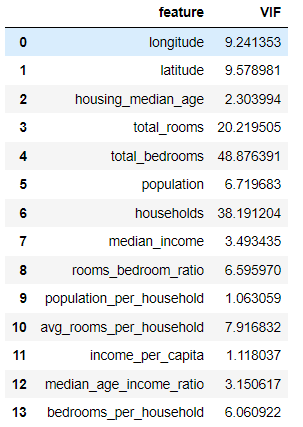 feature VIF
0 longitude 9.241353
1 latitude 9.578981
2 housing_median_age 2.303994
3 total_rooms 20.219505
4 total_bedrooms 48.876391
5 population 6.719683
6 households 38.191204
7 median_income 3.493435
8 rooms_bedroom_ratio 6.595970
9 population_per_household 1.063059
10 avg_rooms_per_household 7.916832
11 income_per_capita 1.118037
12 median_age_income_ratio 3.150617
13 bedrooms_per_household 6.060922